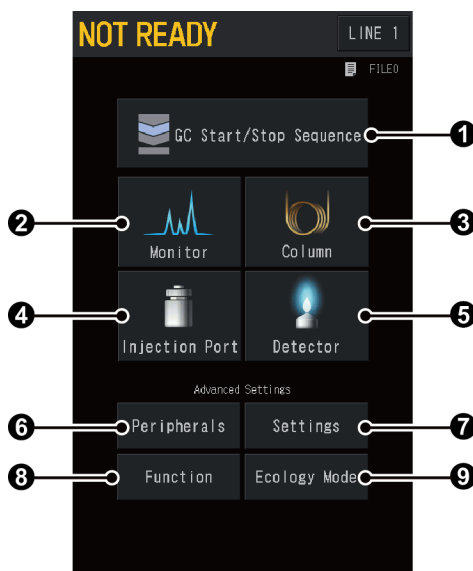 NOT READY
LINE 1
FILE0
GC Start/Stop Sequence
1
2
Monitor
Column
3
4
Injection Port
Detector
5
Advanced Settings
6
Peripherals
Settings
7
8
Function
Ecology Mode
9